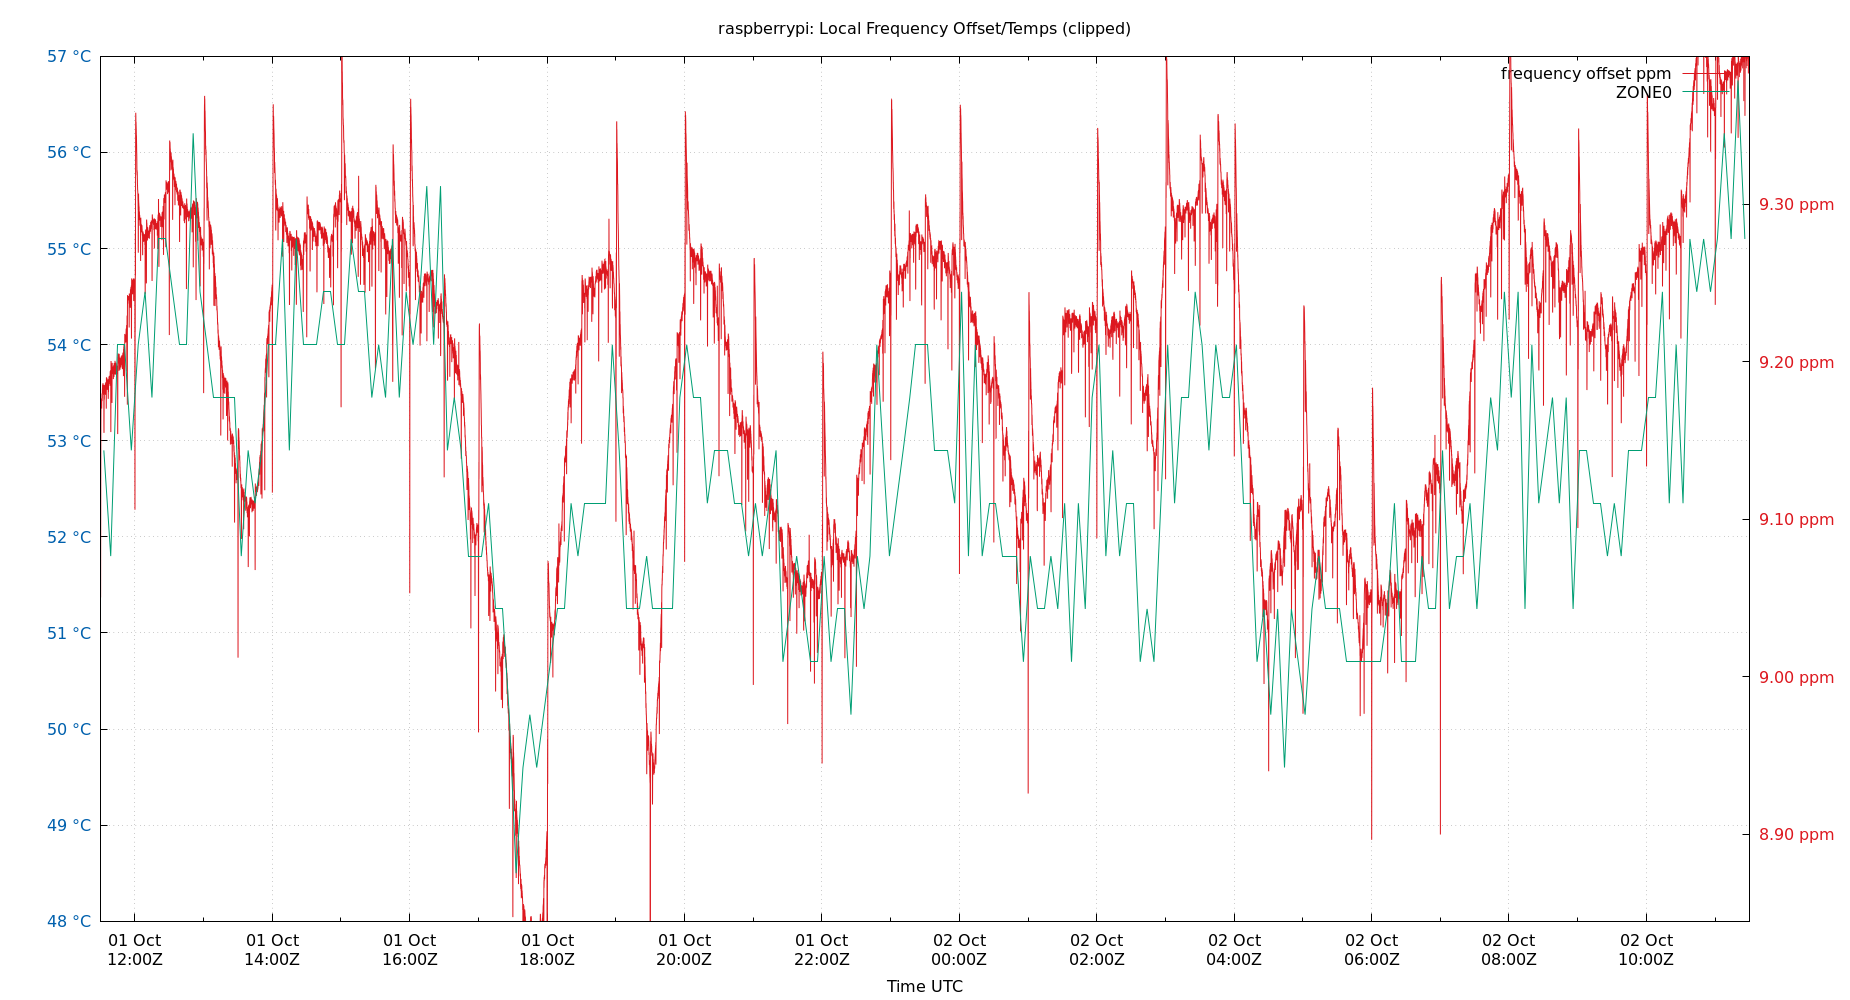 raspberrypi: Local Frequency Offset/Temps (clipped)
57 °C
56 °C
55 °C
54 °C
53 °C
52 °C
51 °C
50 °C
49 °C
48 °C
frequency offset ppm
ZONE0
9.30 ppm
9.20 ppm
9.10 ppm
9.00 ppm
8.90 ppm
01 Oct 01 Oct 01 Oct 01 Oct 01 Oct 01 Oct 02 Oct 02 Oct 02 Oct 02 Oct 02 Oct 02 Oct
12:00Z 14:00Z 16:00Z 18:00Z 20:00Z 22:00Z 00:00Z 02:00Z 04:00Z 06:00Z 08:00Z 10:00Z
Time UTC